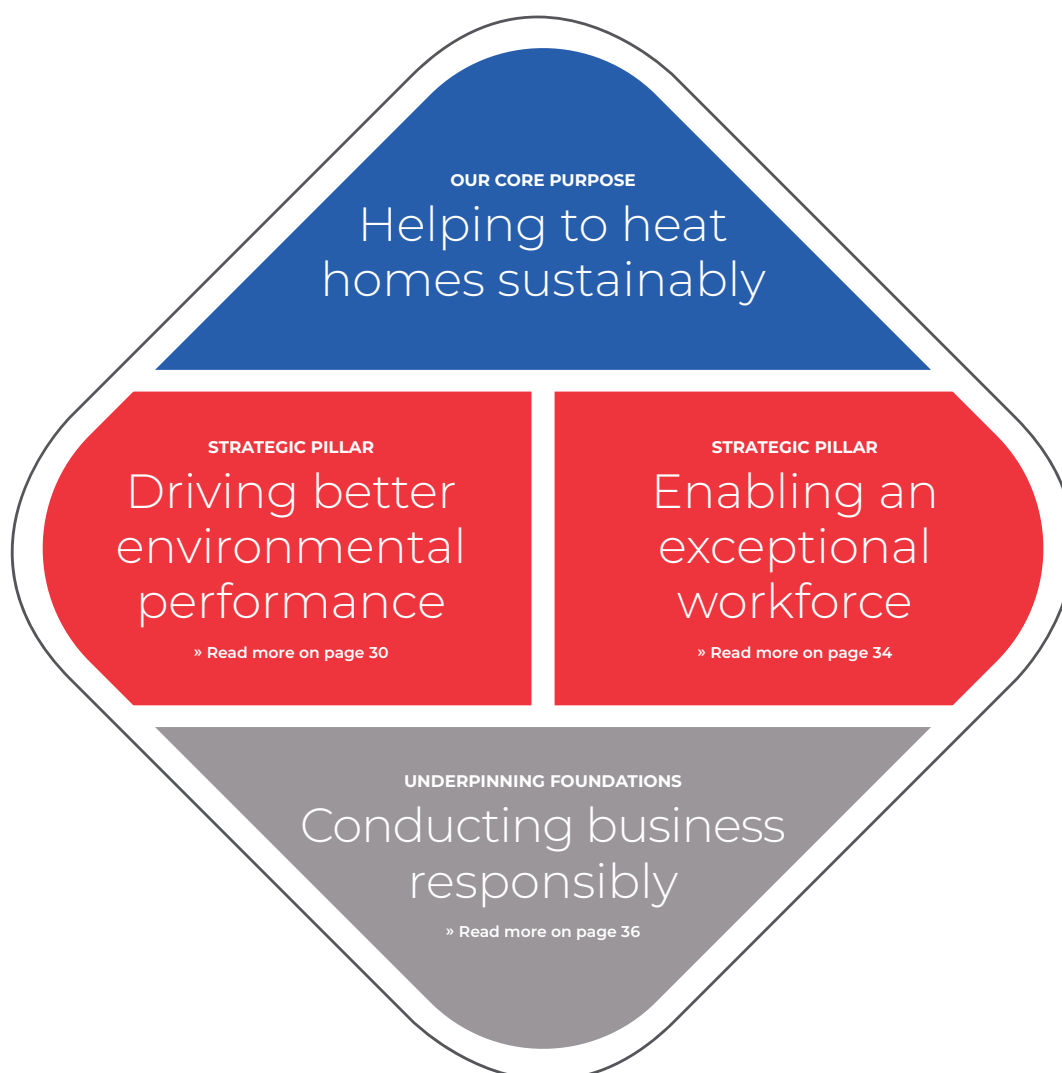 OUR CORE PURPOSE
Helping to heat
homes sustainably
STRATEGIC PILLAR
Driving better
environmental
performance
» Read more on page 30
STRATEGIC PILLAR
Enabling an
exceptional
workforce
» Read more on page 34
UNDERPINNING FOUNDATIONS
Conducting business
responsibly
» Read more on page 36